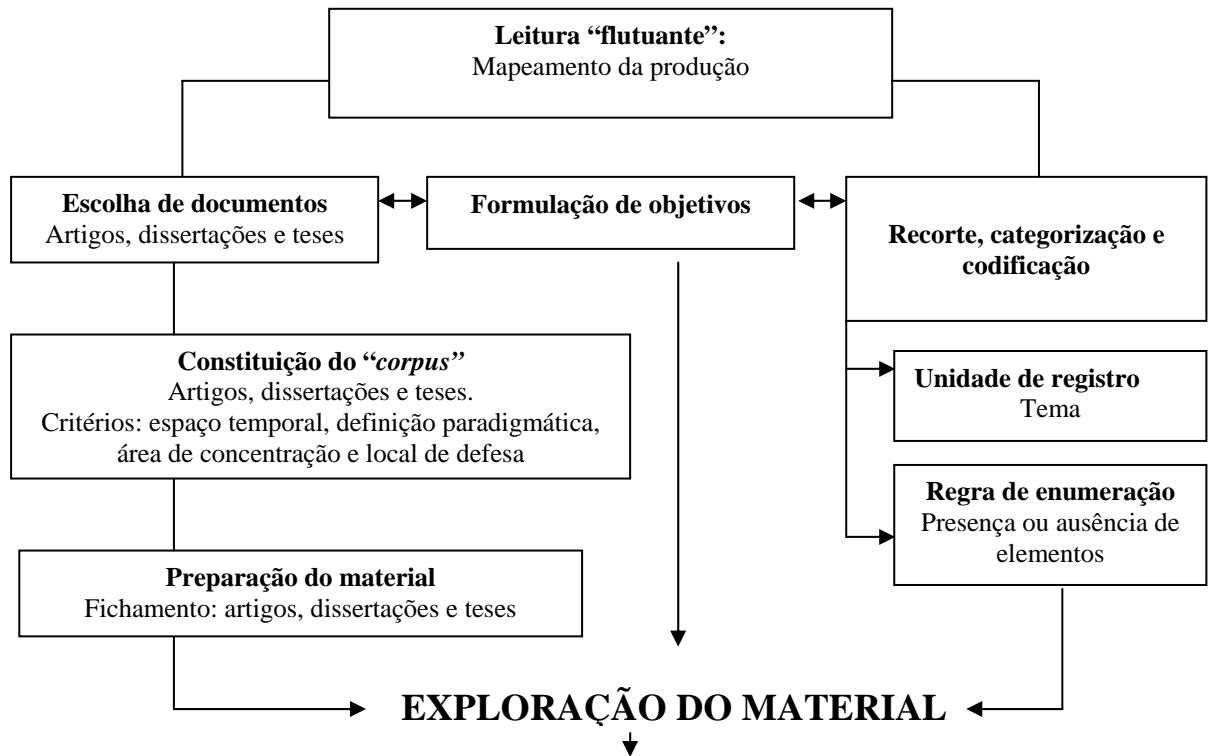 Leitura “flutuante”:
Mapeamento da produção
Escolha de documentos
Artigos, dissertações e teses
Formulação de objetivos
Recorte, categorização e
codificação
Constituição do “corpus”
Artigos, dissertações e teses.
Critérios: espaço temporal, definição paradigmática,
área de concentração e local de defesa
Unidade de registro
Tema
Regra de enumeração
Presença ou ausência de
elementos
Preparação do material
Fichamento: artigos, dissertações e teses
EXPLORAÇÃO DO MATERIAL